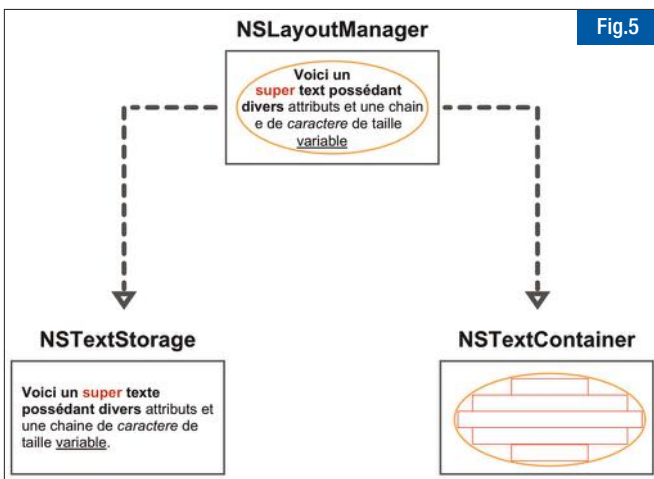 NSLayoutManager
Fig.5
Voici un
super text possédant
divers attributs et une chain
e de caractere de taille
variable
NSTextStorage
Voici un super texte
possédant divers attributs et
une chaine de caractere de
taille variable.
NSTextContainer